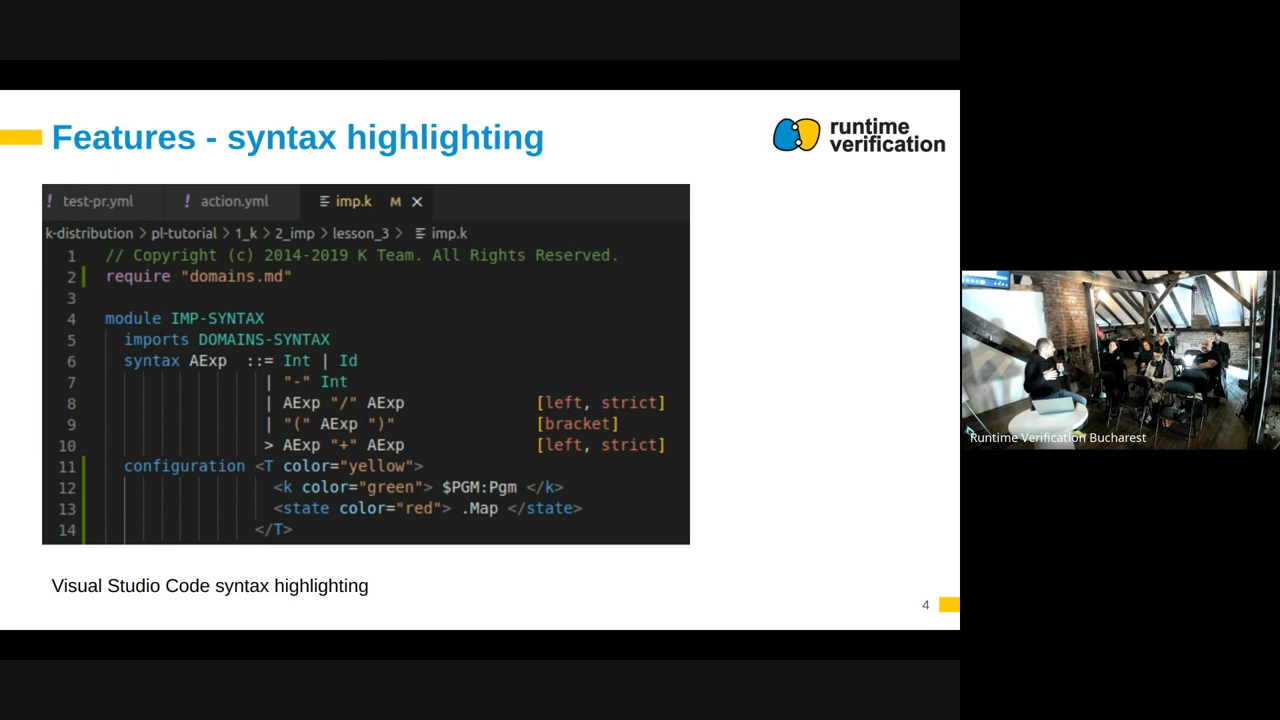 Features - syntax highlighting
runtime
verification
! test-pr.yml ! action.yml imp.k M ×
k-distribution > pl-tutorial > 1_k > 2_imp > lesson_3 > imp.k
1 // Copyright (c) 2014-2019 K Team. All Rights Reserved.
2 require "domains.md"
3
4 module IMP-SYNTAX
5 imports DOMAINS-SYNTAX
6 syntax AExp ::= Int | Id
7 | "-" Int
8 | AExp "/" AExp [left, strict]
9 | "(" AExp ")" [bracket]
10 > AExp "+" AExp [left, strict]
11 configuration <T color="yellow">
12 <k color="green"> $PGM:Pgm </k>
13 <state color="red"> .Map </state>
14 </T>
Visual Studio Code syntax highlighting
4
Runtime Verification Bucharest